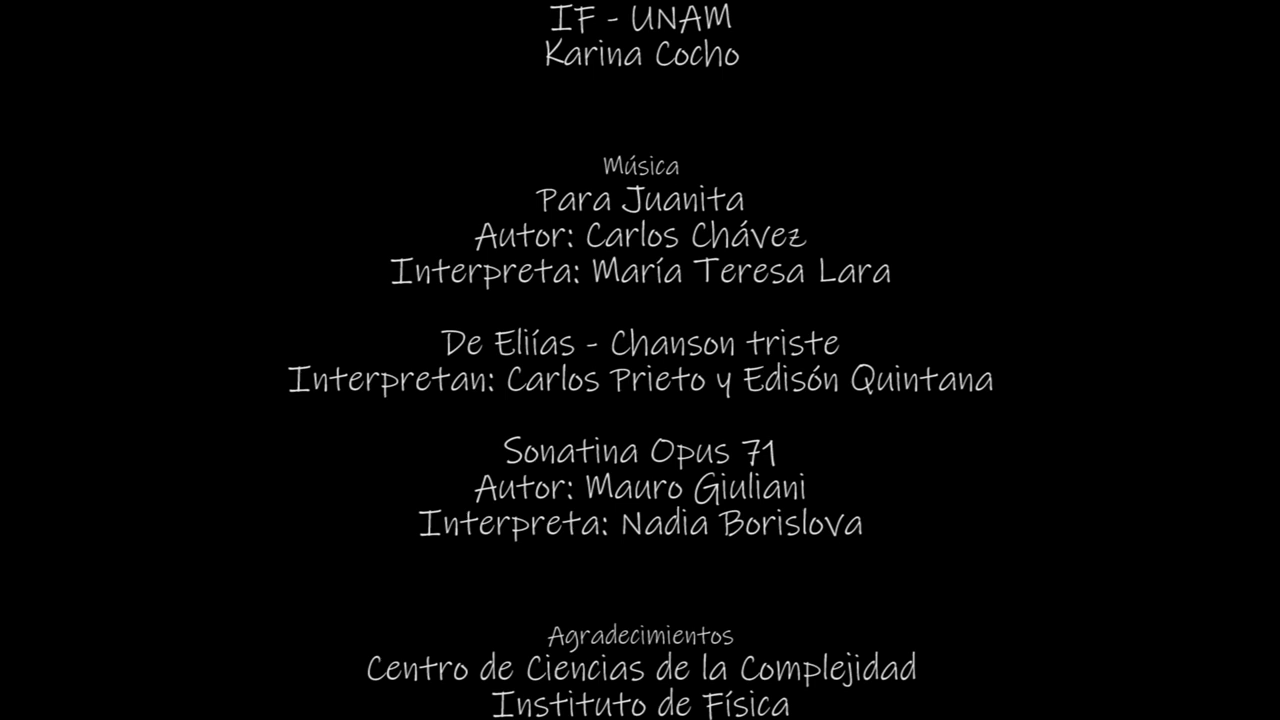 IF - UNAM
Karina Cocho
Música
Para Juanita
Autor: Carlos Chávez
Interpreta: María Teresa Lara
De Eliías - Chanson triste
Interpretan: Carlos Prieto y Edisón Quintana
Sonatina Opus 71
Autor: Mauro Giuliani
Interpreta: Nadia Borislova
Agradecimientos
Centro de Ciencias de la Complejidad
Instituto de Física